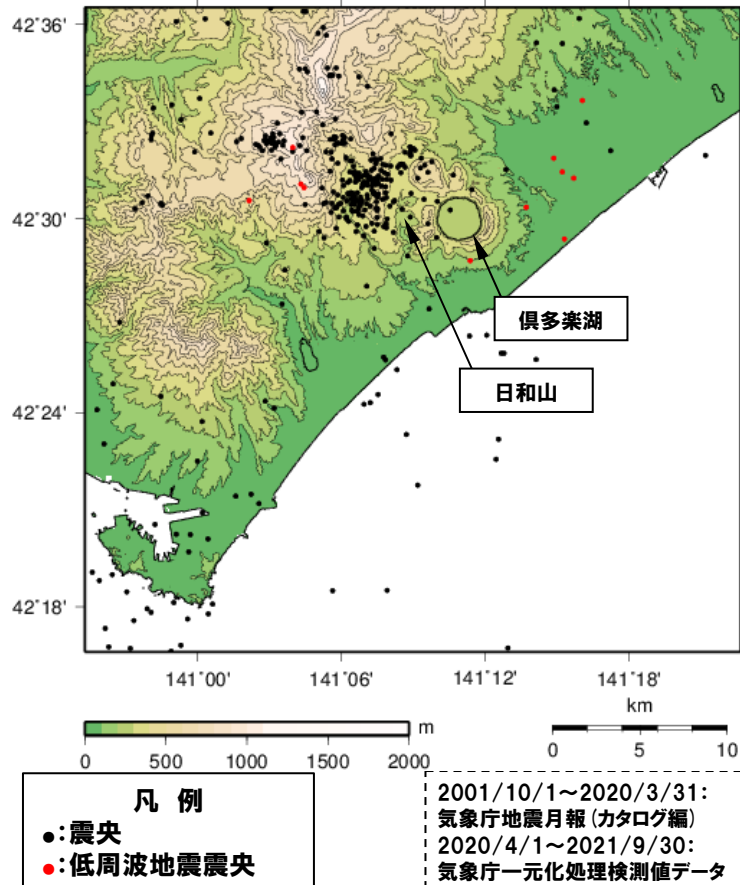 42°36'
42°30'
42°24'
42°18'
倶多楽湖
日和山
141°00' 141°06' 141°12' 141°18'
km
m
0 500 1000 1500 2000
0 5 10
凡 例
●:震央
●:低周波地震震央
2001/10/1~2020/3/31:
気象庁地震月報(カタログ編)
2020/4/1~2021/9/30:
気象庁一元化処理検測値データ